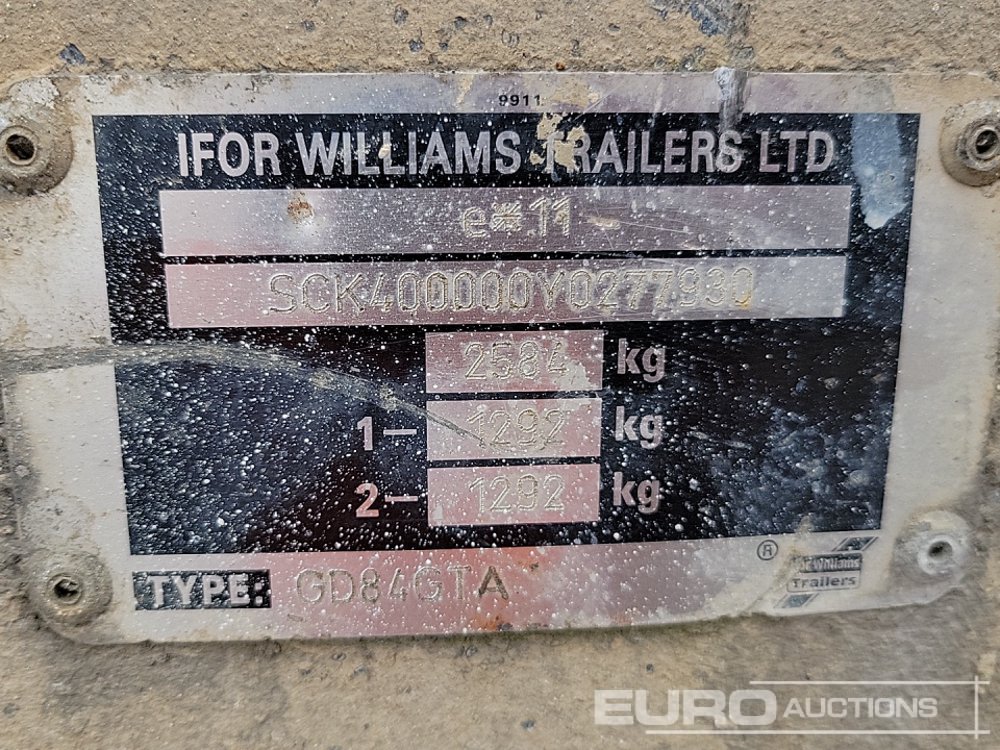 9911
IFOR WILLIAMS TRAILERS LTD
e*11
SCK400000Y0277930
2584 kg
1– 1292 kg
2– 1292 kg
TYPE: GD84GTA
®
Ifor Williams
Trailers
EURO AUCTIONS